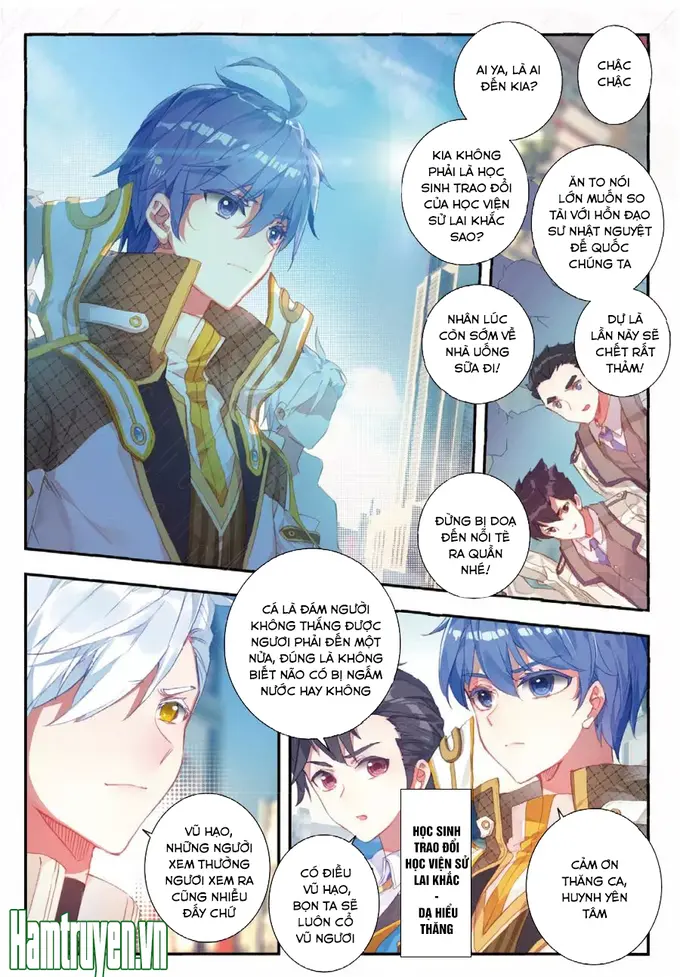 AI YA, LÀ AI
ĐẾN KIA?
CHẬC
CHẬC
KIA KHÔNG
PHẢI LÀ HỌC
SINH TRAO ĐỔI
CỦA HỌC VIỆN
SỬ LAI KHẮC
SAO?
ĂN TO NÓI
LỚN MUỐN SO
TÀI VỚI HỒN ĐẠO
SƯ NHẬT NGUYỆT
ĐẾ QUỐC
CHÚNG TA
NHÂN LÚC
CÒN SỚM VỀ
NHÀ UỐNG
SỮA ĐI!
DỰ LÀ
LẦN NÀY SẼ
CHẾT RẤT
THẢM!
ĐỪNG BỊ DOẠ
ĐẾN NỖI TÈ
RA QUẦN
NHÉ!
CÁ LÀ ĐÁM NGƯỜI
KHÔNG THẮNG ĐƯỢC
NGƯƠI PHẢI ĐẾN MỘT
NỬA, ĐÚNG LÀ KHÔNG
BIẾT NÃO CÓ BỊ NGẤM
NƯỚC HAY KHÔNG
VŨ HẠO,
NHỮNG NGƯỜI
XEM THƯỜNG
NGƯƠI XEM RA
CŨNG NHIỀU
ĐẤY CHỨ
CÓ ĐIỀU
VŨ HẠO,
BỌN TA SẼ
LUÔN CỔ
VŨ NGƯƠI
HỌC SINH
TRAO ĐỔI
HỌC VIỆN SỬ
LAI KHẮC
-
DẠ HIỂU
THẮNG
CẢM ƠN
THĂNG CA,
HUYNH YÊN
TÂM
Hamtruyen.vn